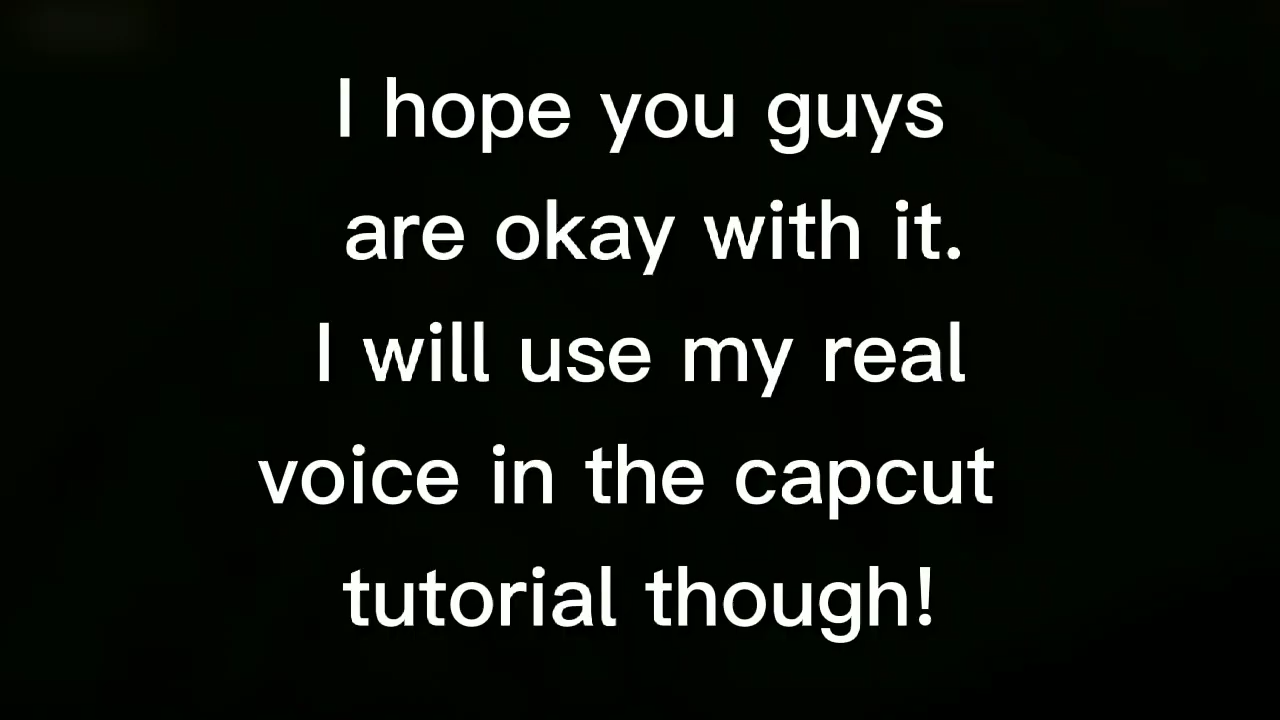 I hope you guys
are okay with it.
I will use my real
voice in the capcut
tutorial though!